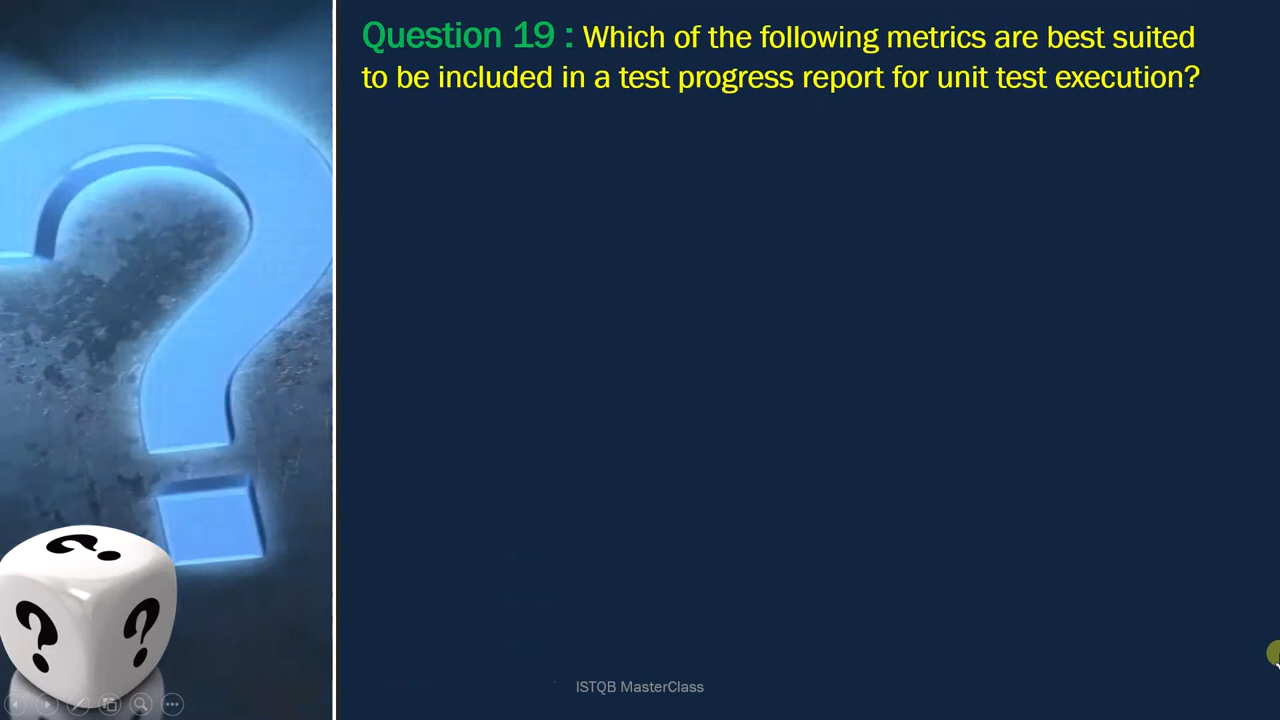 Question 19 : Which of the following metrics are best suited
to be included in a test progress report for unit test execution?
? ? ?
ISTQB MasterClass